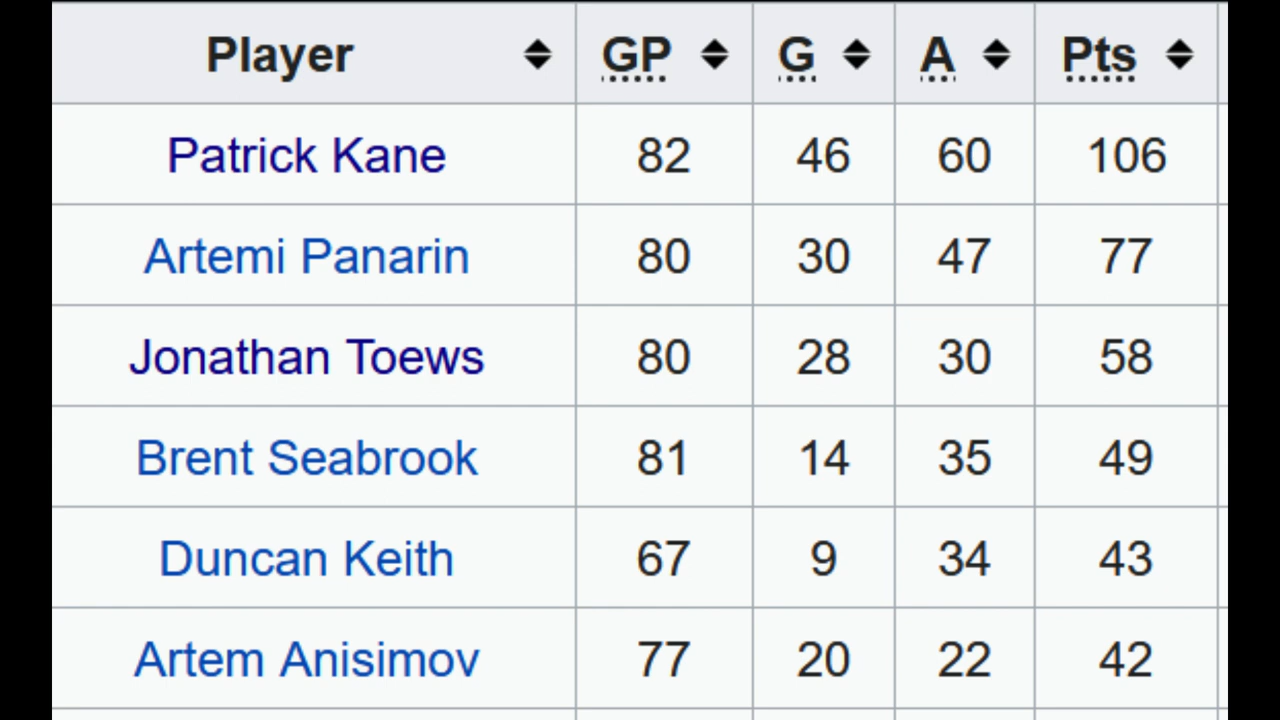 Player GP G A Pts
Patrick Kane 82 46 60 106
Artemi Panarin 80 30 47 77
Jonathan Toews 80 28 30 58
Brent Seabrook 81 14 35 49
Duncan Keith 67 9 34 43
Artem Anisimov 77 20 22 42